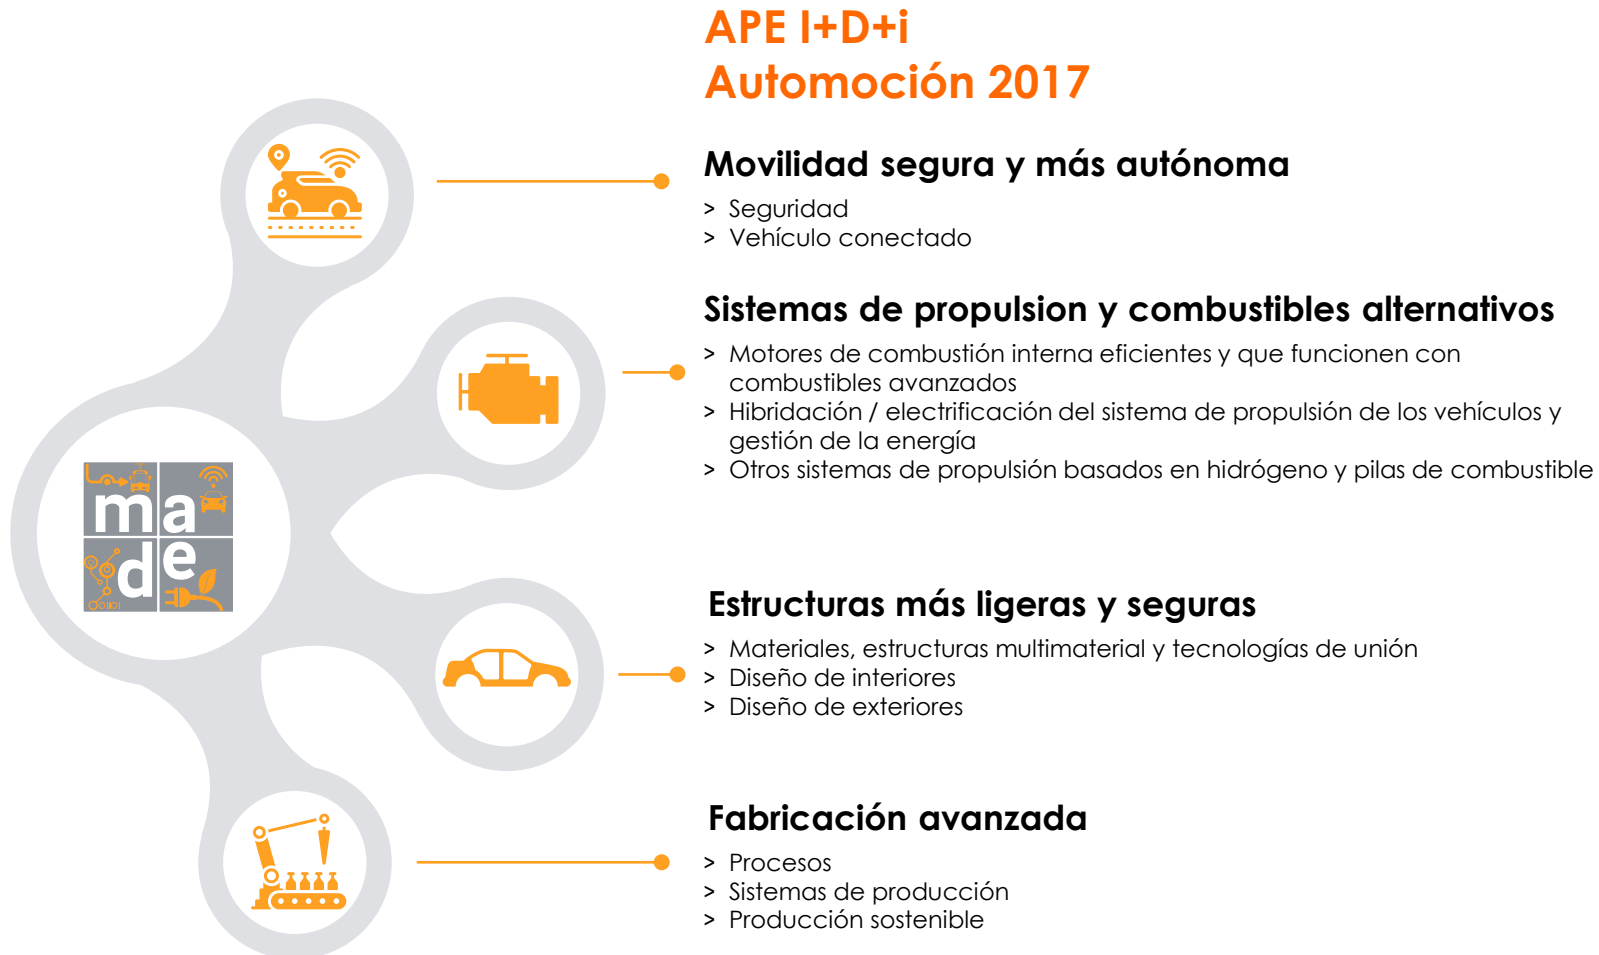 APE I+D+i
Automoción 2017
Movilidad segura y más autónoma
> Seguridad
> Vehículo conectado
Sistemas de propulsion y combustibles alternativos
> Motores de combustión interna eficientes y que funcionen con
combustibles avanzados
> Hibridación / electrificación del sistema de propulsión de los vehículos y
gestión de la energía
> Otros sistemas de propulsión basados en hidrógeno y pilas de combustible
ma
de
Estructuras más ligeras y seguras
> Materiales, estructuras multimaterial y tecnologías de unión
> Diseño de interiores
> Diseño de exteriores
Fabricación avanzada
> Procesos
> Sistemas de producción
> Producción sostenible